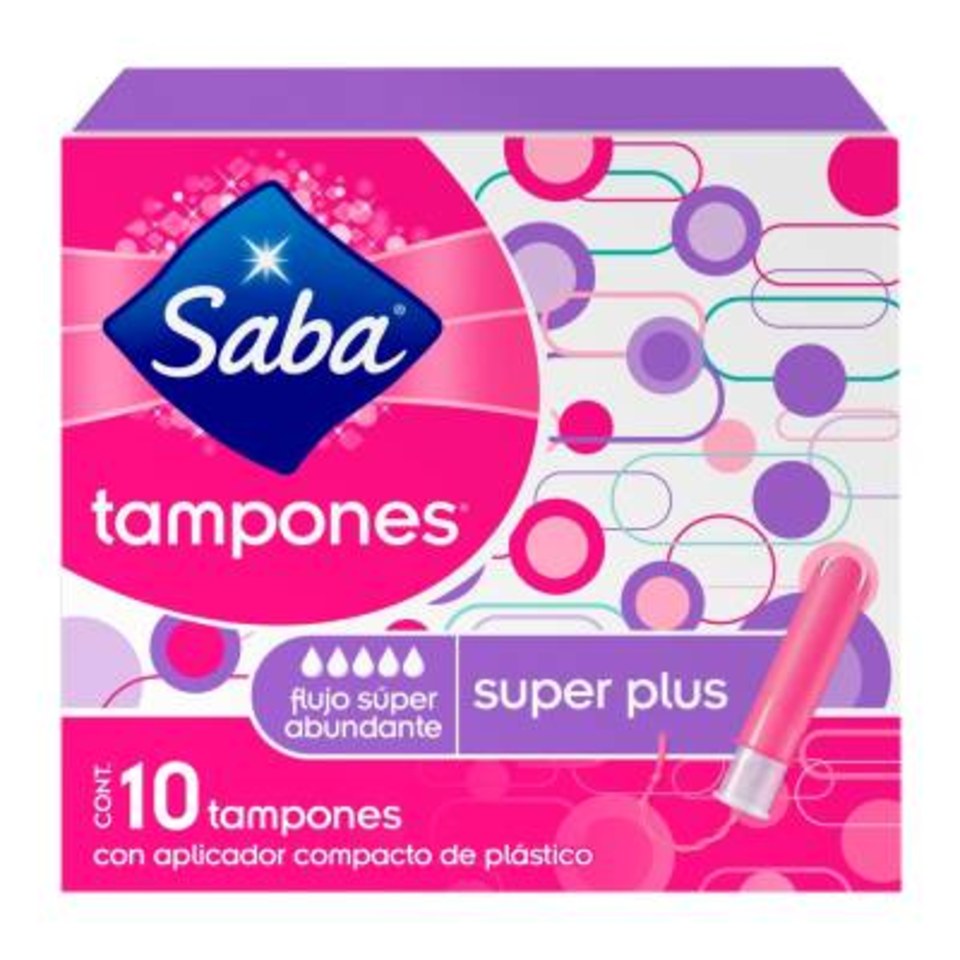 Saba®
tampones
flujo súper
abundante
super plus
CONT.
10 tampones
con aplicador compacto de plástico